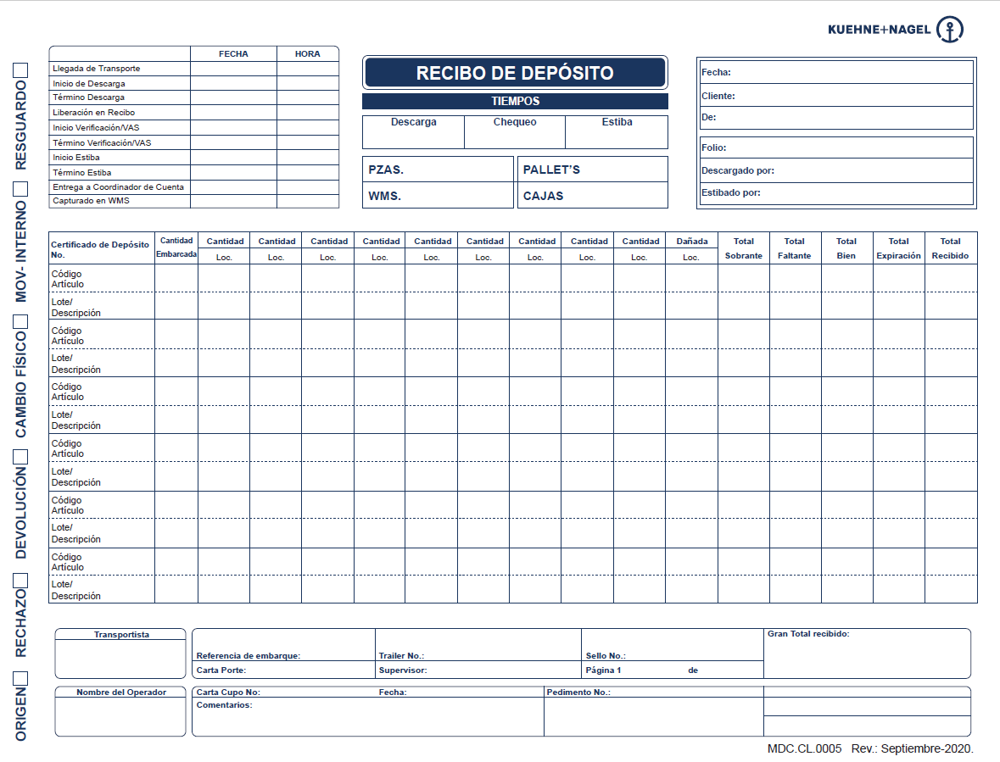 KUEHNE+NAGEL
FECHA HORA
Llegada de Transporte
Inicio de Descarga
Término Descarga
Liberación en Recibo
Inicio Verificación/VAS
Término Verificación/VAS
Inicio Estiba
Término Estiba
Entrega a Coordinador de Cuenta
Capturado en WMS
RECIBO DE DEPÓSITO
TIEMPOS
Descarga Chequeo Estiba
PZAS. PALLET'S
WMS. CAJAS
Fecha:
Cliente:
De:
Folio:
Descargado por:
Estibado por:
RESGUARDO
MOV- INTERNO
CAMBIO FÍSICO
DEVOLUCIÓN
RECHAZO
ORIGEN
Certificado de Depósito No.
Cantidad Embarcada
Cantidad Cantidad Cantidad Cantidad Cantidad Cantidad Cantidad Cantidad Cantidad Dañada
Loc. Loc. Loc. Loc. Loc. Loc. Loc. Loc. Loc. Loc.
Total Total Total Total Total
Sobrante Faltante Bien Expiración Recibido
Código
Artículo
Lote/
Descripción
Código
Artículo
Lote/
Descripción
Código
Artículo
Lote/
Descripción
Código
Artículo
Lote/
Descripción
Código
Artículo
Lote/
Descripción
Código
Artículo
Lote/
Descripción
Transportista
Referencia de embarque: Trailer No.: Sello No.:
Carta Porte: Supervisor: Página 1 de
Gran Total recibido:
Nombre del Operador
Carta Cupo No: Fecha: Pedimento No.:
Comentarios:
MDC.CL.0005 Rev.: Septiembre-2020.